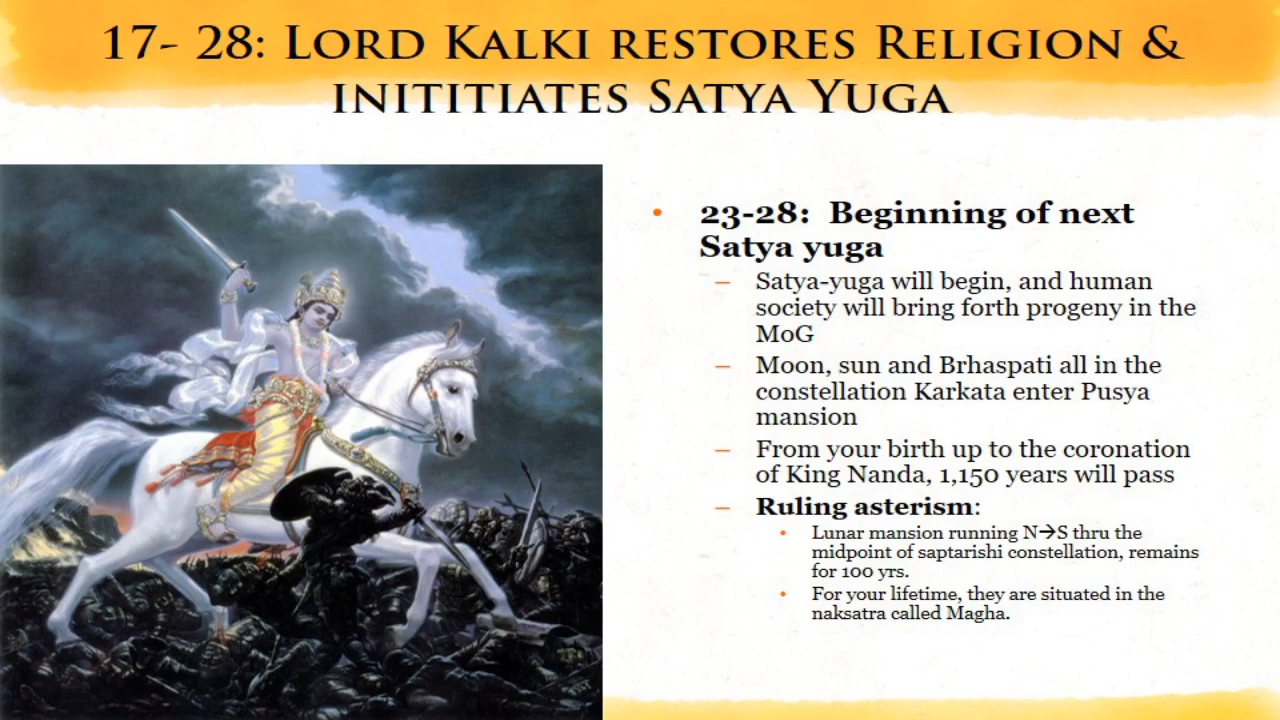 17- 28: Lord Kalki restores Religion &
inititiates Satya Yuga
• 23-28:  Beginning of next
Satya yuga
– Satya-yuga will begin, and human
society will bring forth progeny in the
MoG
– Moon, sun and Brhaspati all in the
constellation Karkata enter Pusya
mansion
– From your birth up to the coronation
of King Nanda, 1,150 years will pass
– Ruling asterism:
• Lunar mansion running N→S thru the
midpoint of saptarishi constellation, remains
for 100 yrs.
• For your lifetime, they are situated in the
naksatra called Magha.